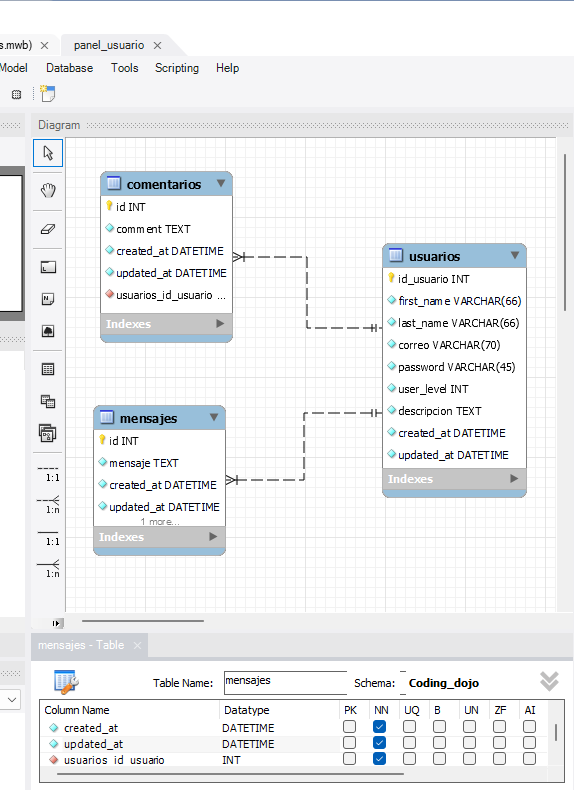 s.mwb) ×
panel_usuario ×
Model Database Tools Scripting Help
Diagram
comentarios
id INT
comment TEXT
created_at DATETIME
updated_at DATETIME
usuarios_id_usuario ...
Indexes
usuarios
id_usuario INT
first_name VARCHAR(66)
last_name VARCHAR(66)
correo VARCHAR(70)
password VARCHAR(45)
user_level INT
descripcion TEXT
created_at DATETIME
updated_at DATETIME
Indexes
mensajes
id INT
mensaje TEXT
created_at DATETIME
updated_at DATETIME
1 more...
Indexes
1:1
1:n
1:1
1:n
mensajes - Table ×
Table Name: mensajes Schema: Coding_dojo
Column Name Datatype PK NN UQ B UN ZF AI
created_at DATETIME
updated_at DATETIME
usuarios_id_usuario INT